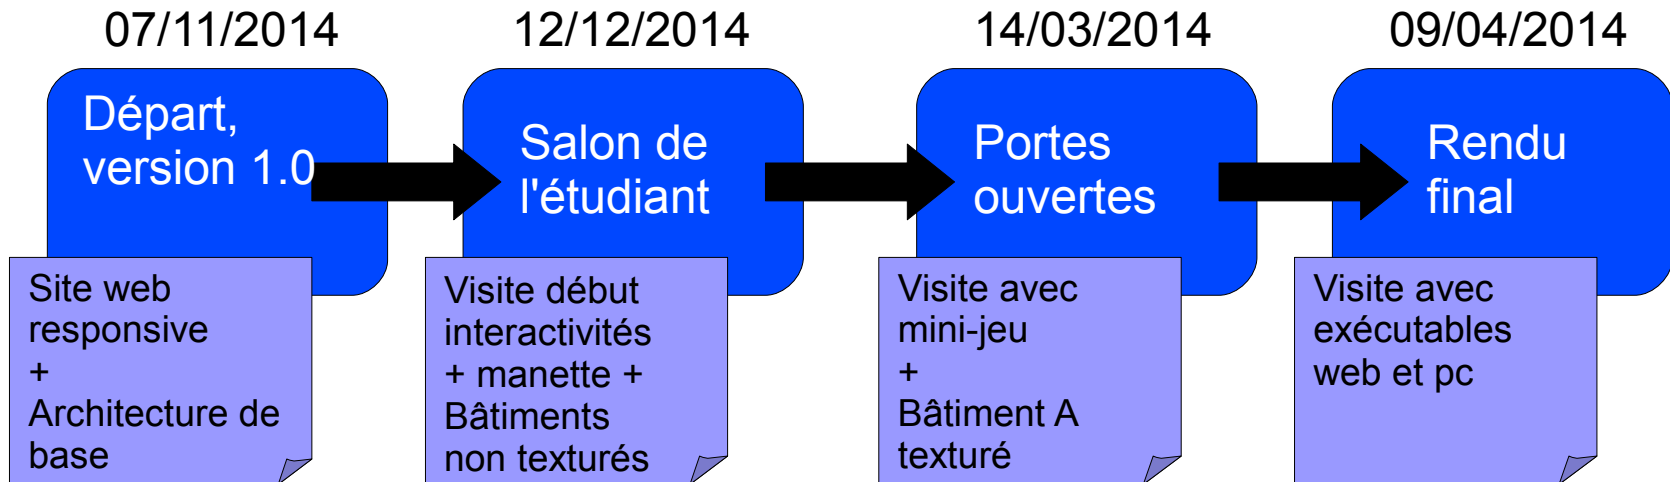 07/11/2014
12/12/2014
14/03/2014
09/04/2014
Départ,
version 1.0
Salon de
l'étudiant
Portes
ouvertes
Rendu
final
Site web
responsive
+
Architecture de
base
Visite début
interactivités
+ manette +
Bâtiments
non texturés
Visite avec
mini-jeu
+
Bâtiment A
texturé
Visite avec
exécutables
web et pc